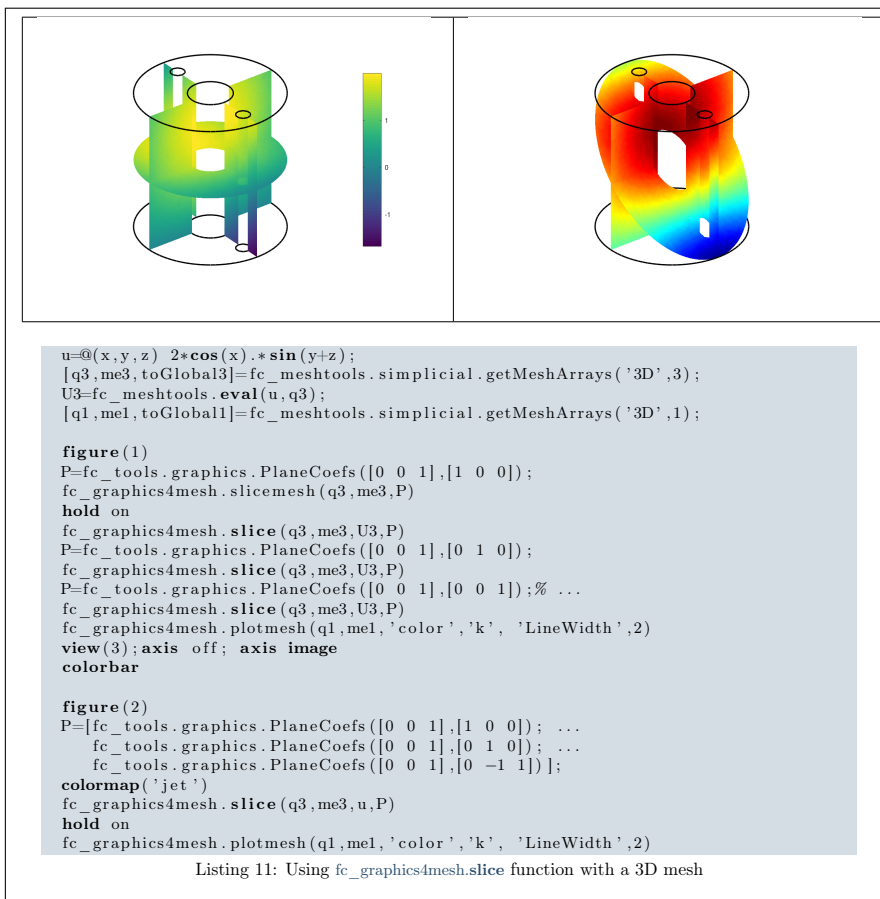 1
0
-1
u=@(x,y,z) 2*cos(x).*sin(y+z);
[q3,me3,toGlobal3]=fc_meshtools.simplicial.getMeshArrays('3D',3);
U3=fc_meshtools.eval(u,q3);
[q1,me1,toGlobal1]=fc_meshtools.simplicial.getMeshArrays('3D',1);
figure(1)
P=fc_tools.graphics.PlaneCoefs([0 0 1],[1 0 0]);
fc_graphics4mesh.slicemesh(q3,me3,P)
hold on
fc_graphics4mesh.slice(q3,me3,U3,P)
P=fc_tools.graphics.PlaneCoefs([0 0 1],[0 1 0]);
fc_graphics4mesh.slice(q3,me3,U3,P)
P=fc_tools.graphics.PlaneCoefs([0 0 1],[0 0 1]);% ...
fc_graphics4mesh.slice(q3,me3,U3,P)
fc_graphics4mesh.plotmesh(q1,me1,'color','k', 'LineWidth',2)
view(3);axis off; axis image
colorbar
figure(2)
P=[fc_tools.graphics.PlaneCoefs([0 0 1],[1 0 0]); ...
fc_tools.graphics.PlaneCoefs([0 0 1],[0 1 0]); ...
fc_tools.graphics.PlaneCoefs([0 0 1],[0 −1 1])];
colormap('jet')
fc_graphics4mesh.slice(q3,me3,u,P)
hold on
fc_graphics4mesh.plotmesh(q1,me1,'color','k', 'LineWidth',2)
Listing 11: Using fc_graphics4mesh.slice function with a 3D mesh